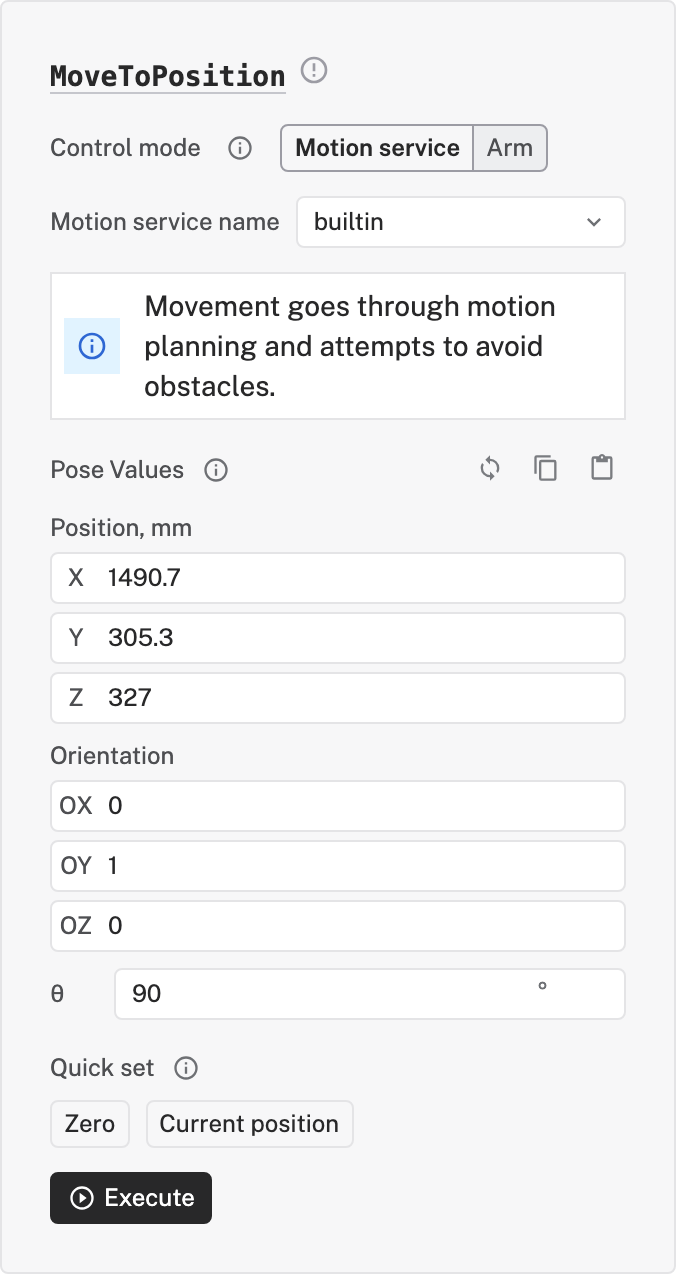 MoveToPosition
Control mode Motion service Arm
Motion service name builtin
Movement goes through motion
planning and attempts to avoid
obstacles.
Pose Values
Position, mm
X 1490.7
Y 305.3
Z 327
Orientation
OX 0
OY 1
OZ 0
θ 90 °
Quick set
Zero Current position
Execute